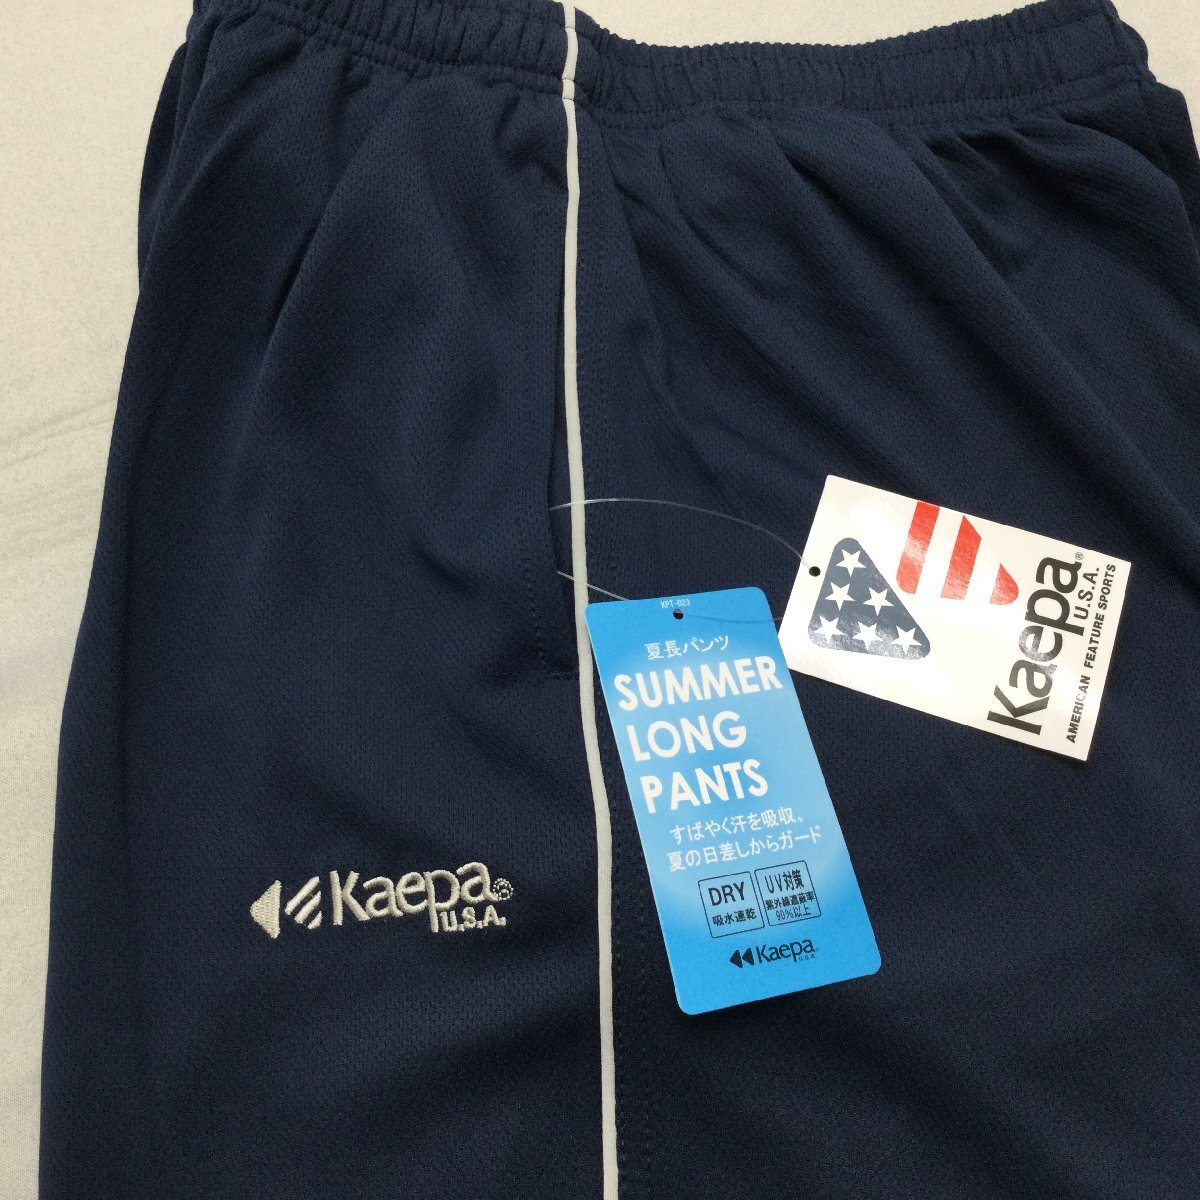 KPT-023
夏長パンツ
SUMMER
LONG
PANTS
すばやく汗を吸収、
夏の日差しからガード
DRY
吸水速乾
UV対策
紫外線遮蔽率
90%以上
Kaepa
U.S.A.
Kaepa®
U.S.A.
AMERICAN FEATURE SPORTS
Kaepa®
U.S.A.